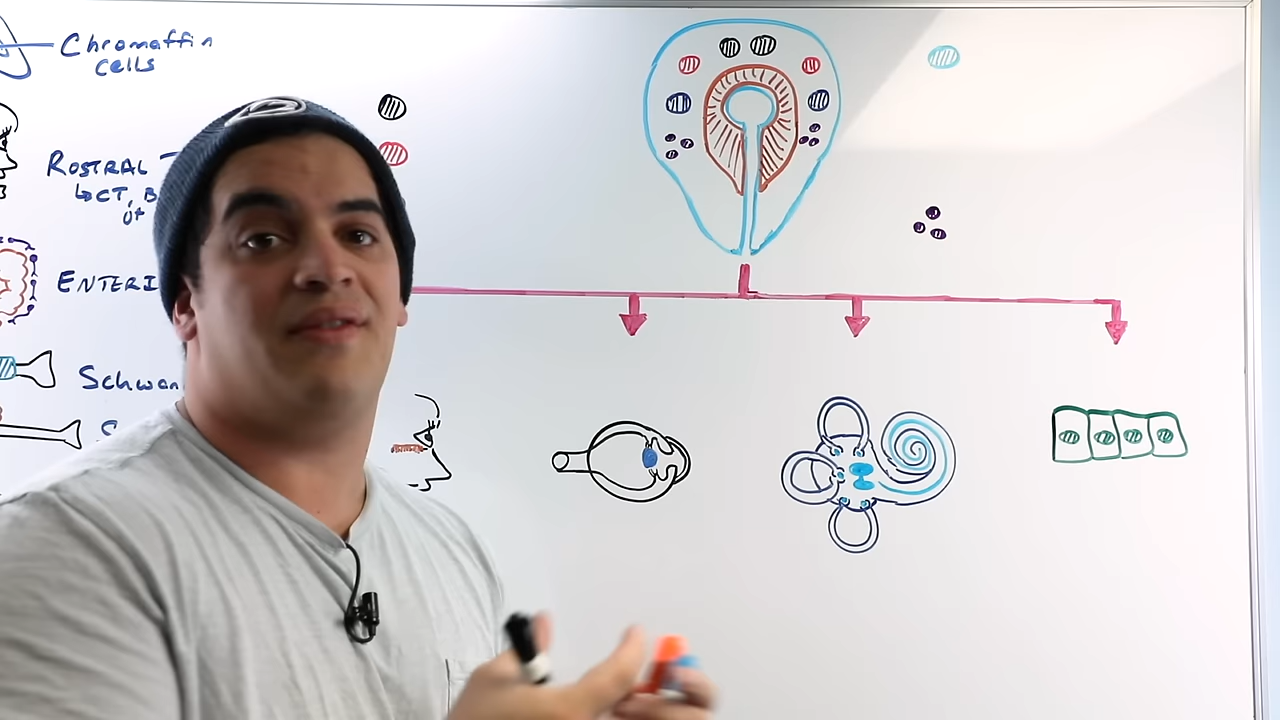 Chromaffin
cells
ROSTRAL
↳CT, B
ENTERI
Schwan